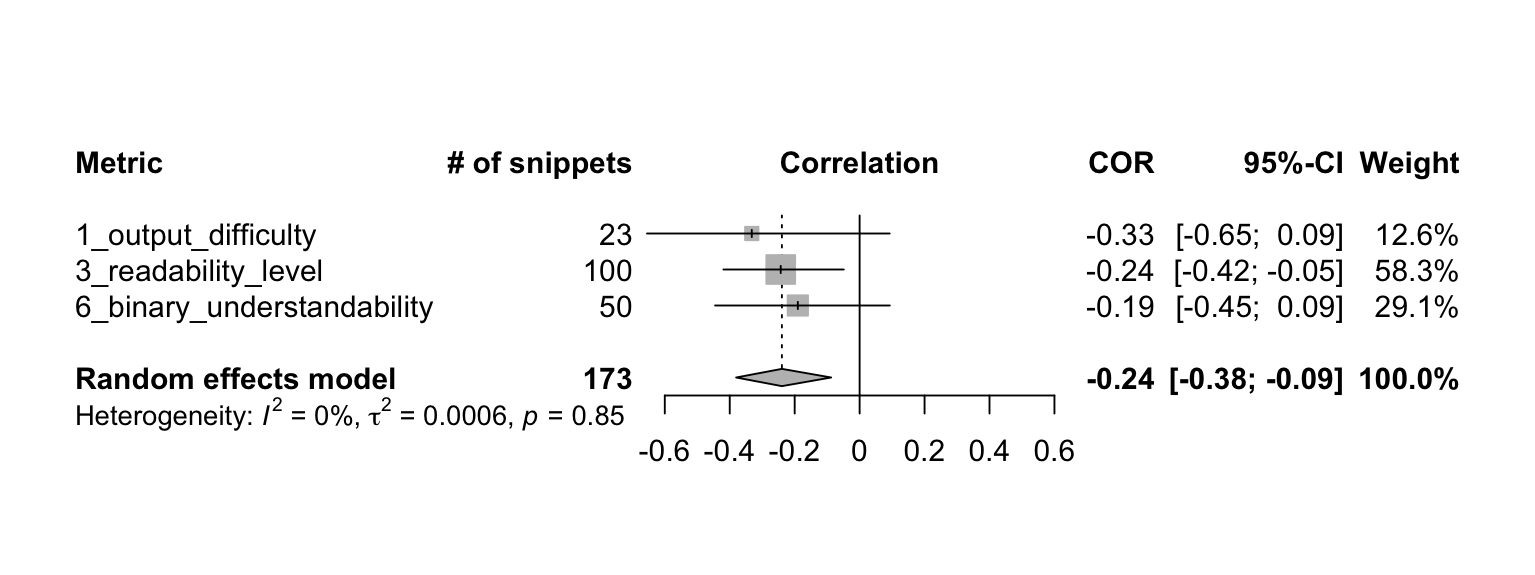 Metric # of snippets Correlation COR 95%-CI Weight
1_output_difficulty 23 -0.33 [-0.65; 0.09] 12.6%
3_readability_level 100 -0.24 [-0.42; -0.05] 58.3%
6_binary_understandability 50 -0.19 [-0.45; 0.09] 29.1%
Random effects model 173 -0.24 [-0.38; -0.09] 100.0%
Heterogeneity: I² = 0%, τ² = 0.0006, p = 0.85
-0.6 -0.4 -0.2 0 0.2 0.4 0.6